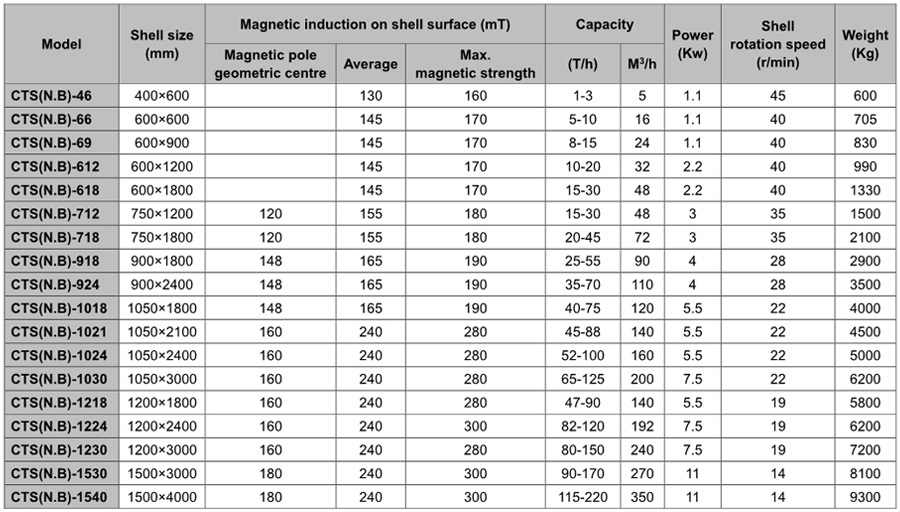 Model Shell size (mm) Magnetic induction on shell surface (mT) Capacity Power (Kw) Shell rotation speed (r/min) Weight (Kg)
Magnetic pole geometric centre Average Max. magnetic strength (T/h) M³/h
CTS(N.B)-46 400×600 130 160 1-3 5 1.1 45 600
CTS(N.B)-66 600×600 145 170 5-10 16 1.1 40 705
CTS(N.B)-69 600×900 145 170 8-15 24 1.1 40 830
CTS(N.B)-612 600×1200 145 170 10-20 32 2.2 40 990
CTS(N.B)-618 600×1800 145 170 15-30 48 2.2 40 1330
CTS(N.B)-712 750×1200 120 155 180 15-30 48 3 35 1500
CTS(N.B)-718 750×1800 120 155 180 20-45 72 3 35 2100
CTS(N.B)-918 900×1800 148 165 190 25-55 90 4 28 2900
CTS(N.B)-924 900×2400 148 165 190 35-70 110 4 28 3500
CTS(N.B)-1018 1050×1800 148 165 190 40-75 120 5.5 22 4000
CTS(N.B)-1021 1050×2100 160 240 280 45-88 140 5.5 22 4500
CTS(N.B)-1024 1050×2400 160 240 280 52-100 160 5.5 22 5000
CTS(N.B)-1030 1050×3000 160 240 280 65-125 200 7.5 22 6200
CTS(N.B)-1218 1200×1800 160 240 280 47-90 140 5.5 19 5800
CTS(N.B)-1224 1200×2400 160 240 300 82-120 192 7.5 19 6200
CTS(N.B)-1230 1200×3000 160 240 280 80-150 240 7.5 19 7200
CTS(N.B)-1530 1500×3000 180 240 300 90-170 270 11 14 8100
CTS(N.B)-1540 1500×4000 180 240 300 115-220 350 11 14 9300